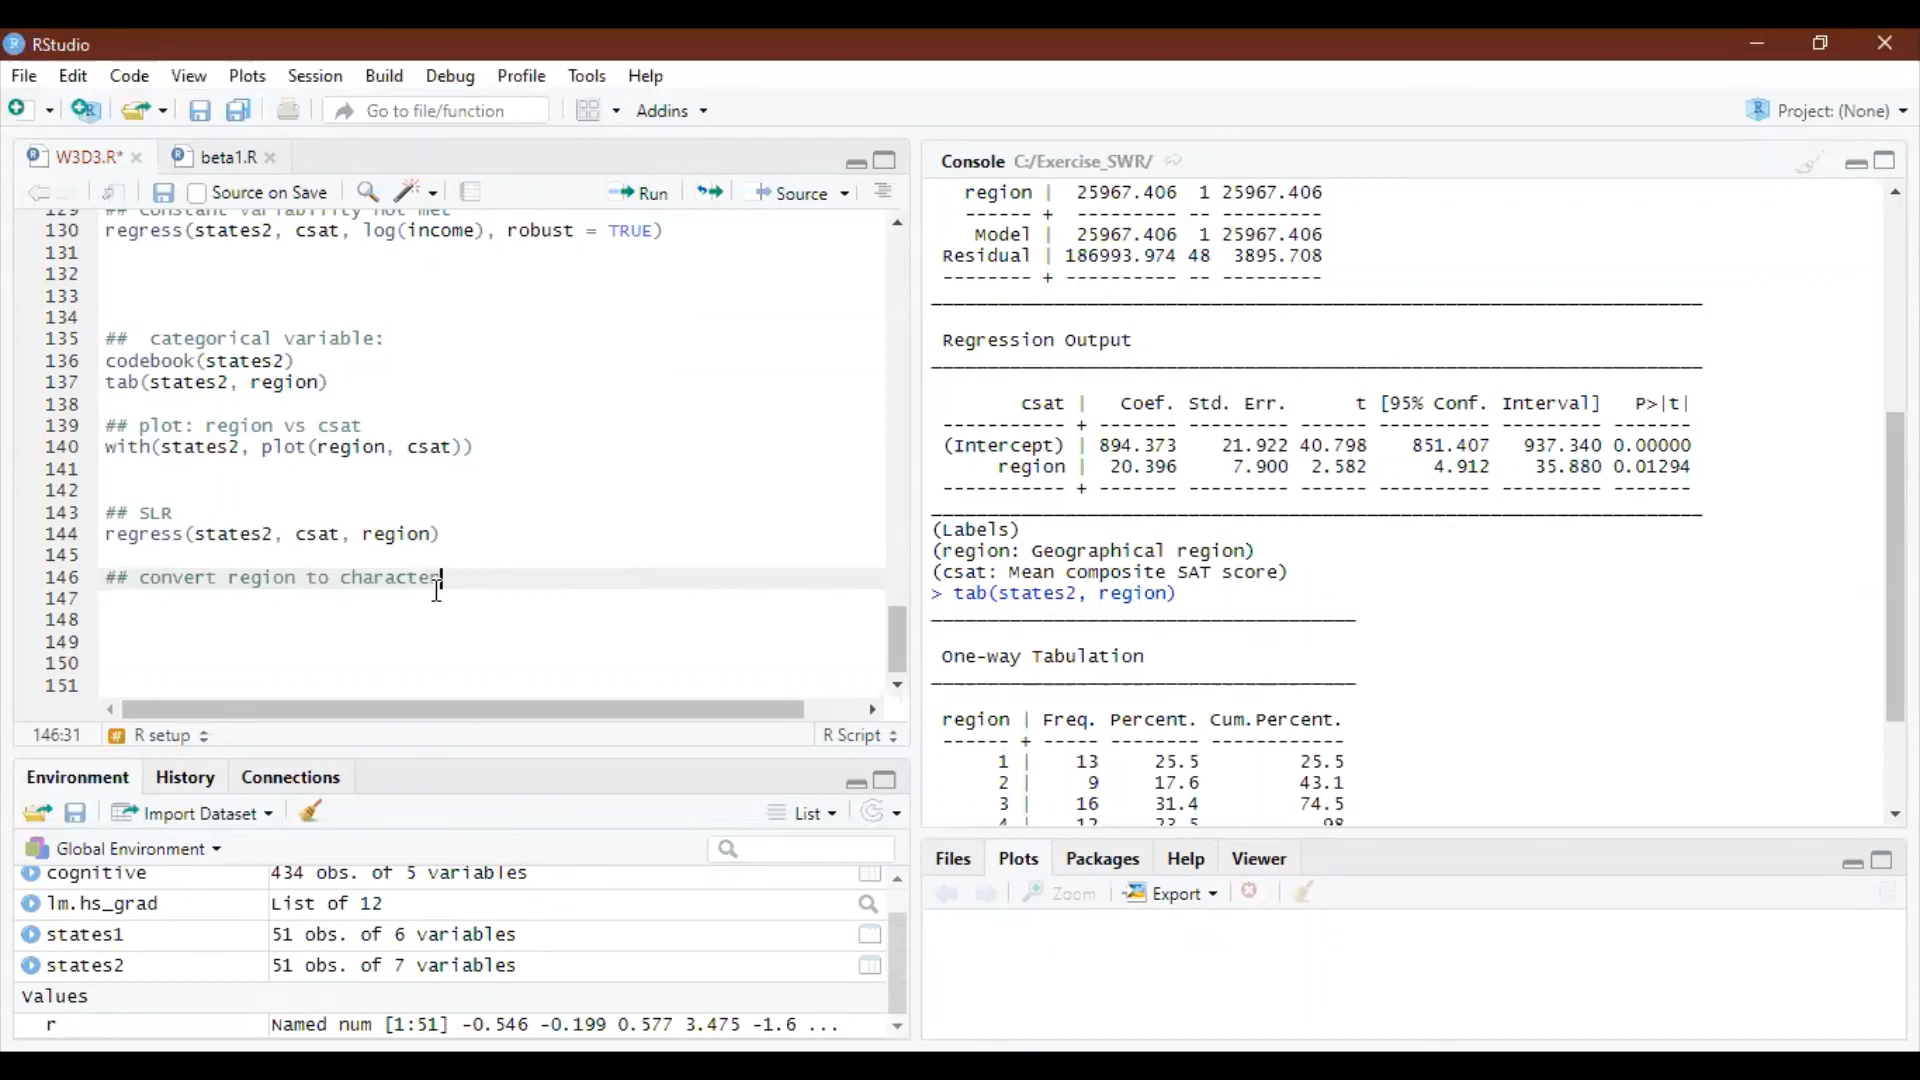 RStudio
File Edit Code View Plots Session Build Debug Profile Tools Help
Go to file/function Addins Project: (None)
W3D3.R* beta1.R
Source on Save Run Source
129 ## Constant variability not met
130 regress(states2, csat, log(income), robust = TRUE)
131
132
133
134
135 ## categorical variable:
136 codebook(states2)
137 tab(states2, region)
138
139 ## plot: region vs csat
140 with(states2, plot(region, csat))
141
142
143 ## SLR
144 regress(states2, csat, region)
145
146 ## convert region to character
147
148
149
150
151
146:31 # R setup R Script
Environment History Connections
Import Dataset List
Global Environment
cognitive 434 obs. of 5 variables
lm.hs_grad List of 12
states1 51 obs. of 6 variables
states2 51 obs. of 7 variables
Values
r Named num [1:51] -0.546 -0.199 0.577 3.475 -1.6 ...
Console C:/Exercise_SWR/
region | 25967.406 1 25967.406
------ + --------- -- ---------
Model | 25967.406 1 25967.406
Residual | 186993.974 48 3895.708
-------- + ---------- -- ---------
Regression Output
csat | Coef. Std. Err. t [95% Conf. Interval] P>|t|
----------- + ------- --------- ------ ---------- --------- -------
(Intercept) | 894.373 21.922 40.798 851.407 937.340 0.00000
region | 20.396 7.900 2.582 4.912 35.880 0.01294
----------- + ------- --------- ------ ---------- --------- -------
(Labels)
(region: Geographical region)
(csat: Mean composite SAT score)
> tab(states2, region)
One-way Tabulation
region | Freq. Percent. Cum.Percent.
------ + ----- -------- ------------
1 | 13 25.5 25.5
2 | 9 17.6 43.1
3 | 16 31.4 74.5
4 | 12 23.5 98
Files Plots Packages Help Viewer
Zoom Export